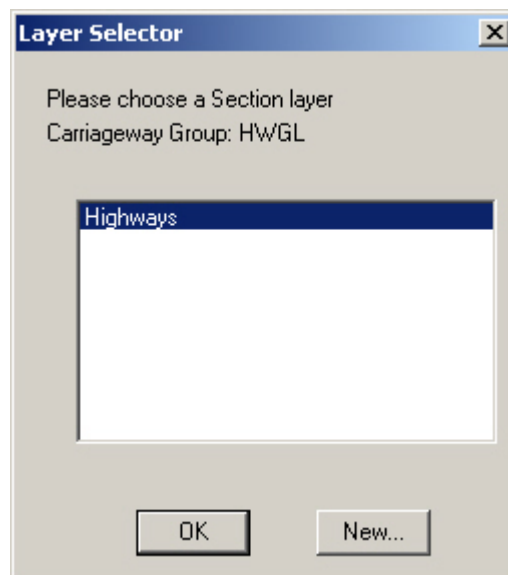 Layer Selector
Please choose a Section layer
Carriageway Group: HWGL
Highways
OK
New...